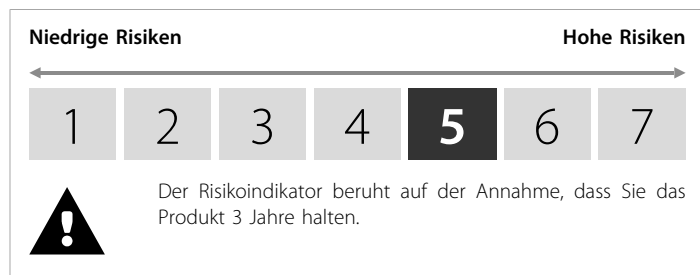 Niedrige Risiken Hohe Risiken
1 2 3 4 5 6 7
Der Risikoindikator beruht auf der Annahme, dass Sie das
Produkt 3 Jahre halten.